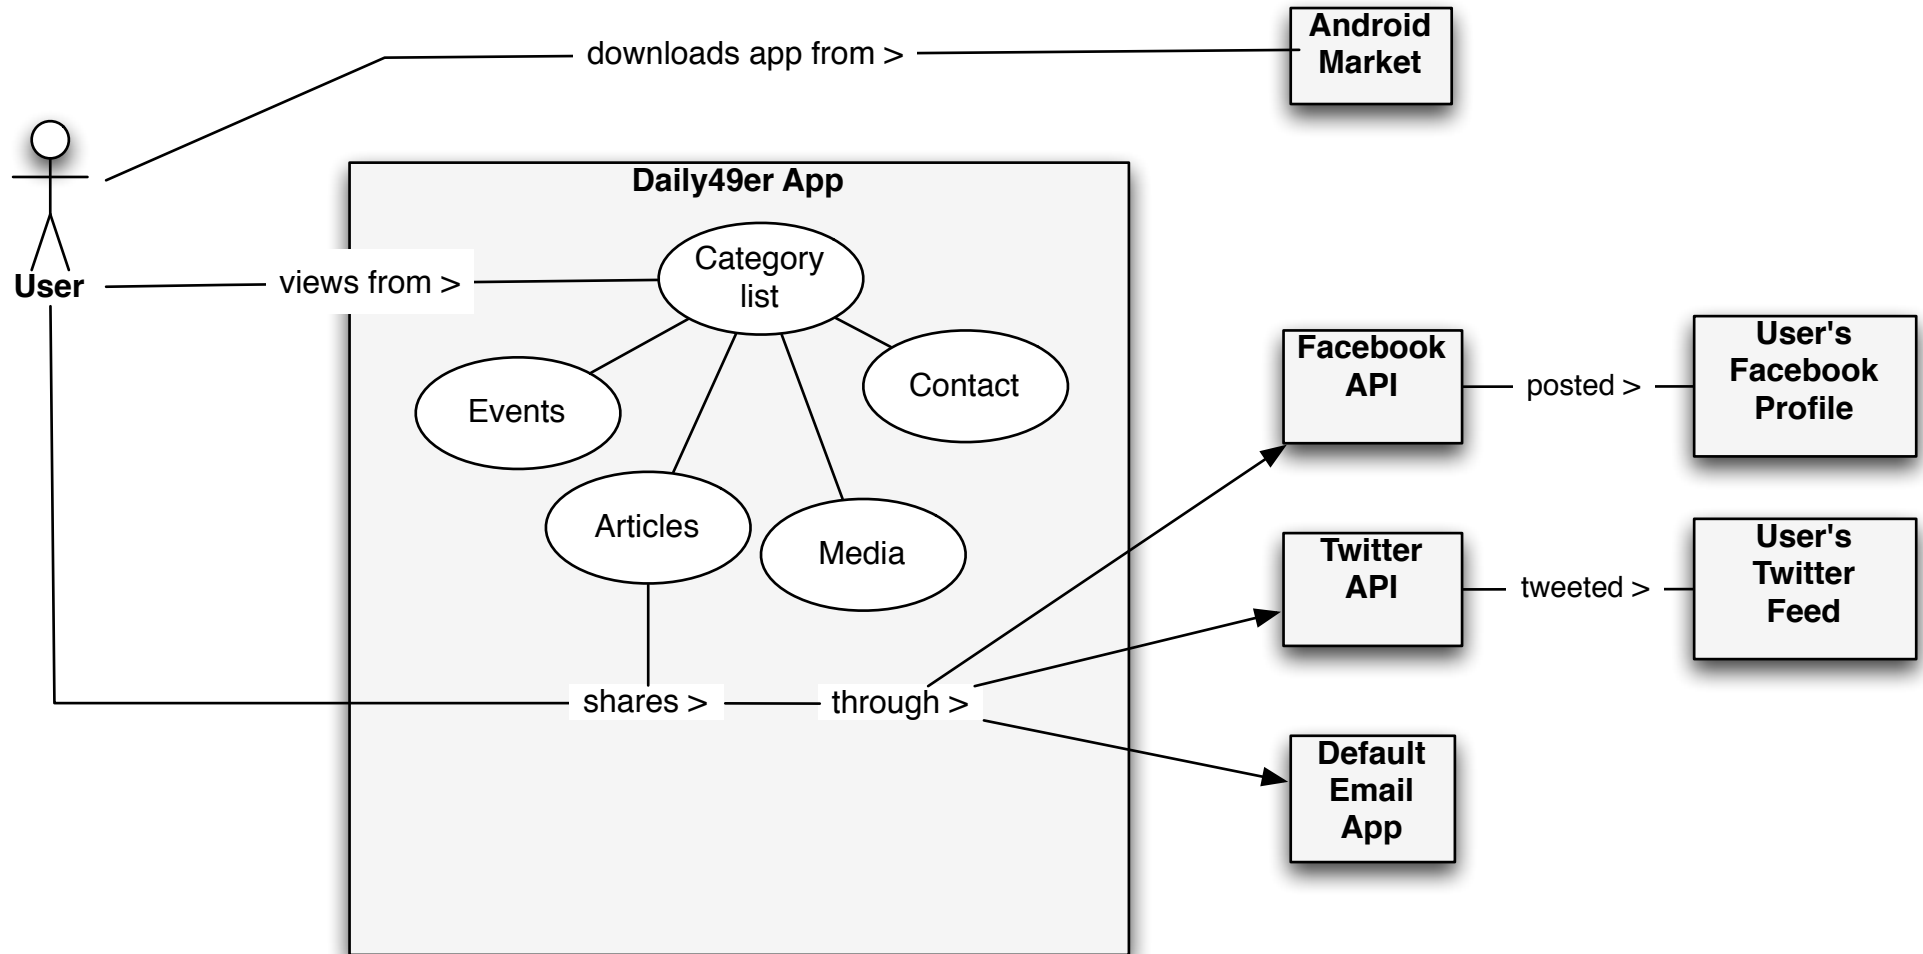 downloads app from >
Android
Market
Daily49er App
User
views from >
Category
list
Events
Contact
Articles
Media
shares >
through >
Facebook
API
posted >
User's
Facebook
Profile
Twitter
API
tweeted >
User's
Twitter
Feed
Default
Email
App